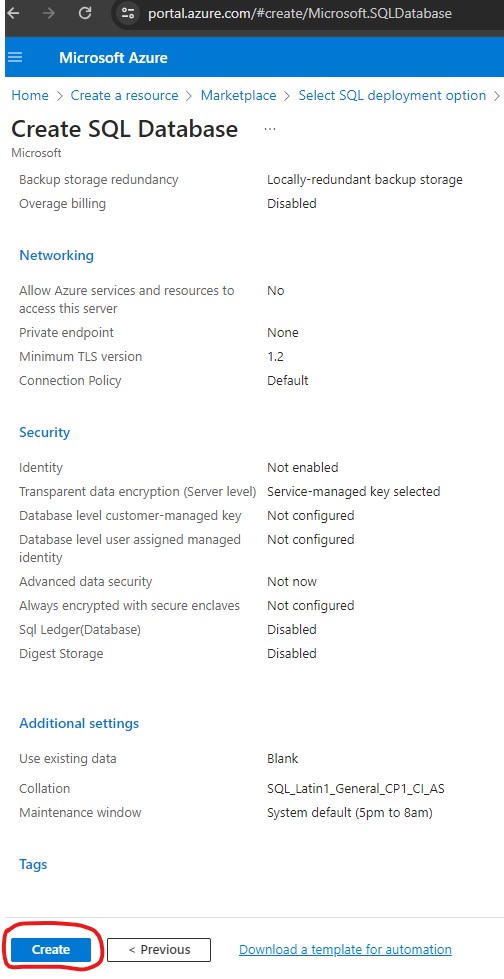 portal.azure.com/#create/Microsoft.SQLDatabase
Microsoft Azure
Home > Create a resource > Marketplace > Select SQL deployment option >
Create SQL Database ...
Microsoft
Backup storage redundancy Locally-redundant backup storage
Overage billing Disabled
Networking
Allow Azure services and resources to No
access this server
Private endpoint None
Minimum TLS version 1.2
Connection Policy Default
Security
Identity Not enabled
Transparent data encryption (Server level) Service-managed key selected
Database level customer-managed key Not configured
Database level user assigned managed Not configured
identity
Advanced data security Not now
Always encrypted with secure enclaves Not configured
Sql Ledger(Database) Disabled
Digest Storage Disabled
Additional settings
Use existing data Blank
Collation SQL_Latin1_General_CP1_CI_AS
Maintenance window System default (5pm to 8am)
Tags
Create < Previous Download a template for automation